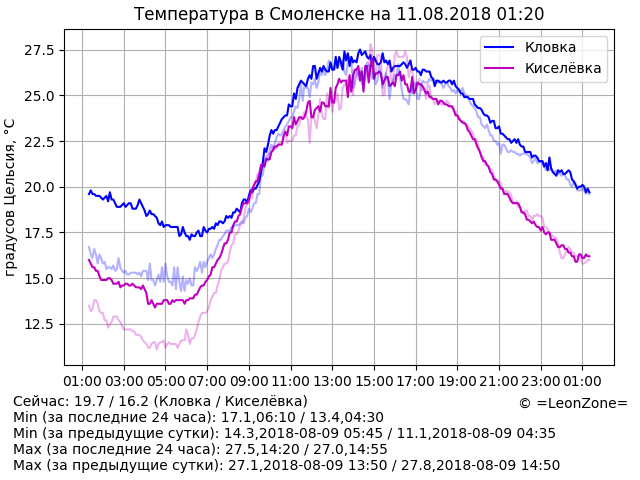 Температура в Смоленске на 11.08.2018 01:20
градусов Цельсия, °C
27.5
25.0
22.5
20.0
17.5
15.0
12.5
Кловка
Киселёвка
01:00 03:00 05:00 07:00 09:00 11:00 13:00 15:00 17:00 19:00 21:00 23:00 01:00
Сейчас: 19.7 / 16.2 (Кловка / Киселёвка)
© =LeonZone=
Min (за последние 24 часа): 17.1,06:10 / 13.4,04:30
Min (за предыдущие сутки): 14.3,2018-08-09 05:45 / 11.1,2018-08-09 04:35
Max (за последние 24 часа): 27.5,14:20 / 27.0,14:55
Max (за предыдущие сутки): 27.1,2018-08-09 13:50 / 27.8,2018-08-09 14:50